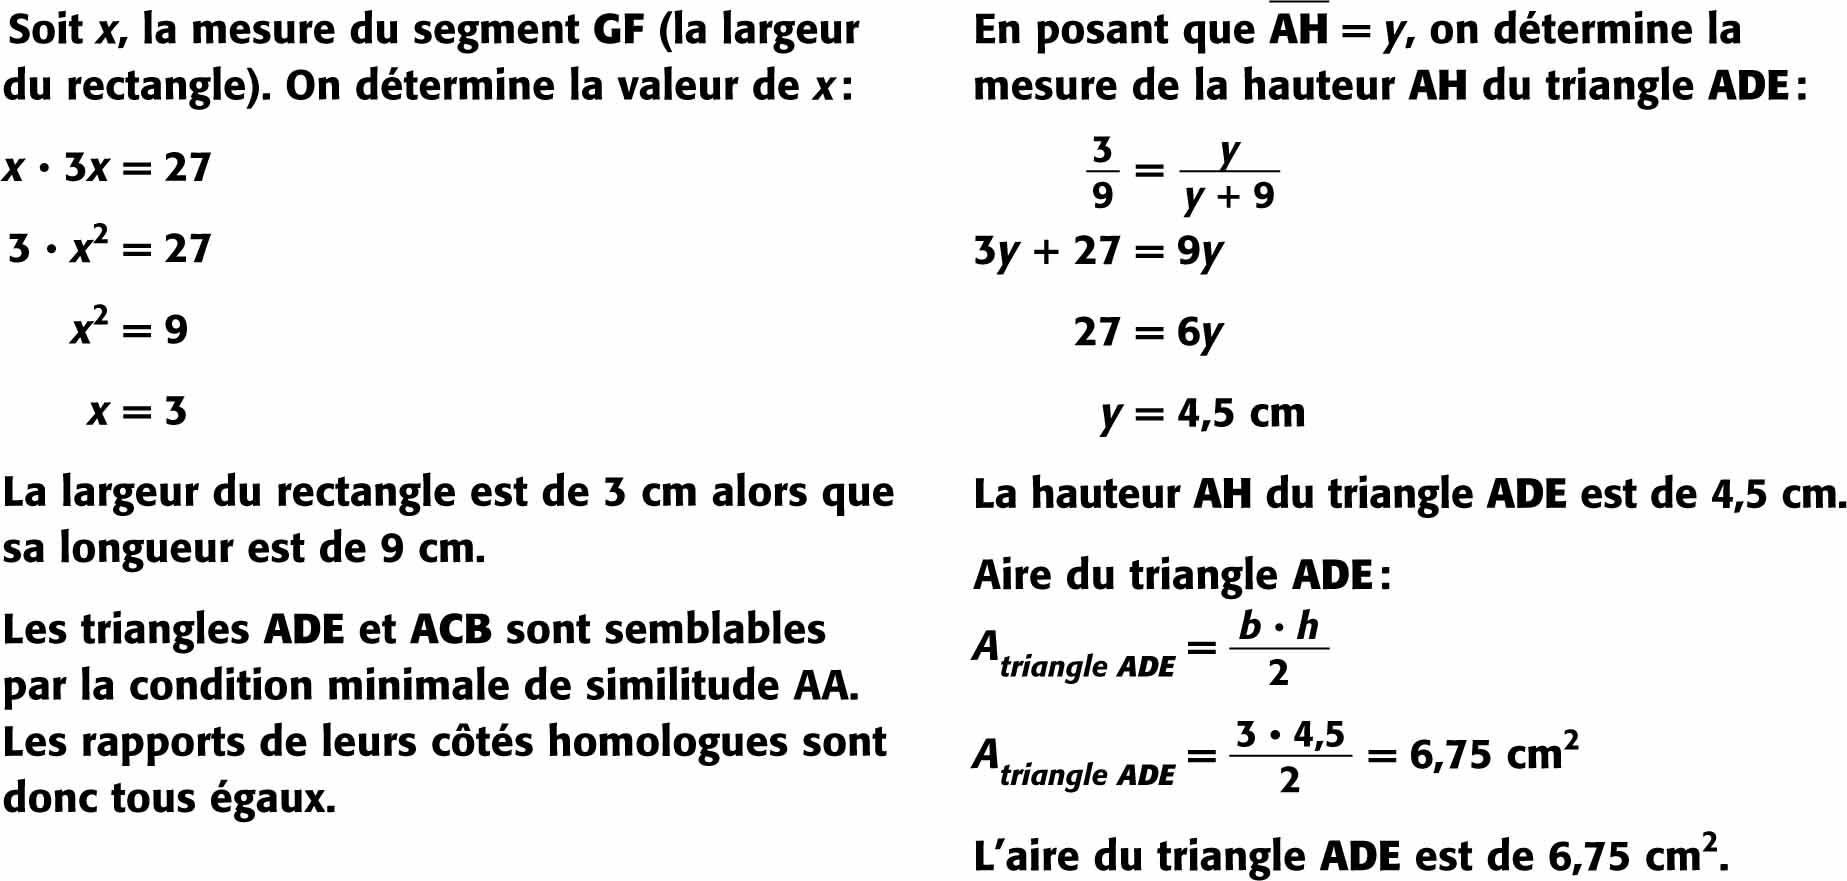 Soit x, la mesure du segment GF (la largeur
du rectangle). On détermine la valeur de x :
x · 3x = 27
3 · x² = 27
x² = 9
x = 3
La largeur du rectangle est de 3 cm alors que
sa longueur est de 9 cm.
Les triangles ADE et ACB sont semblables
par la condition minimale de similitude AA.
Les rapports de leurs côtés homologues sont
donc tous égaux.
En posant que A̅H̅ = y, on détermine la
mesure de la hauteur AH du triangle ADE :
3/9 = y/(y + 9)
3y + 27 = 9y
27 = 6y
y = 4,5 cm
La hauteur AH du triangle ADE est de 4,5 cm.
Aire du triangle ADE :
A triangle ADE = (b · h)/2
A triangle ADE = (3 · 4,5)/2 = 6,75 cm²
L'aire du triangle ADE est de 6,75 cm².